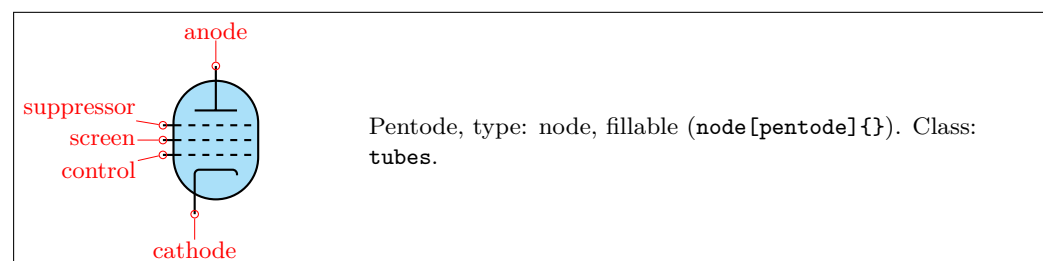 anode
suppressor
screen
control
cathode
Pentode, type: node, fillable (node[pentode]{}). Class:
tubes.